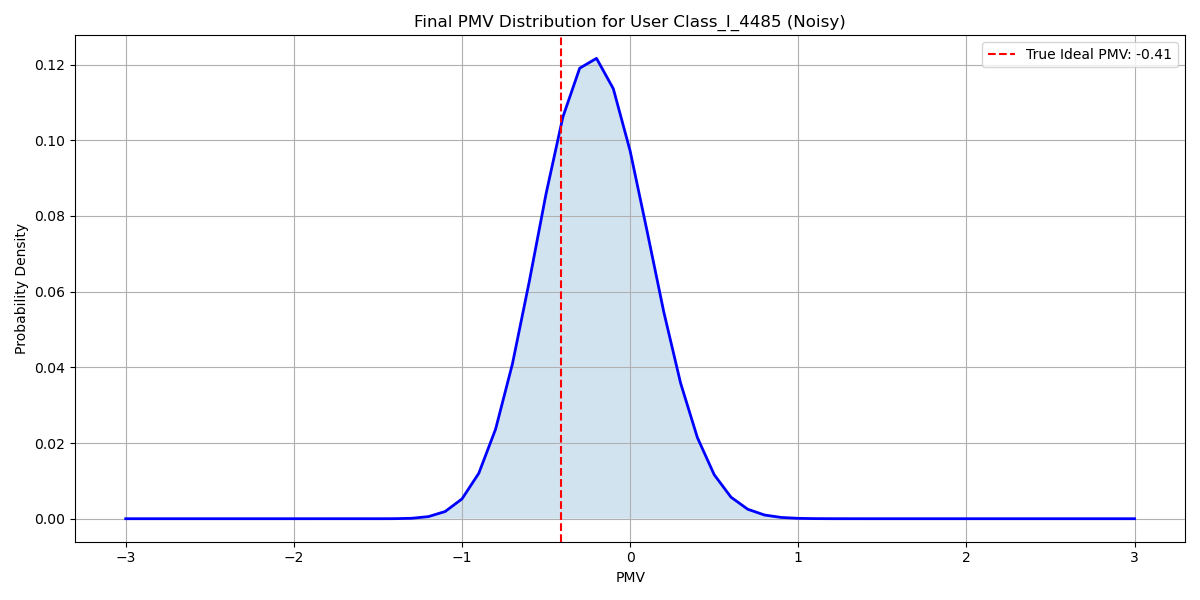 Final PMV Distribution for User Class_I_4485 (Noisy)
True Ideal PMV: -0.41
Probability Density
0.12
0.10
0.08
0.06
0.04
0.02
0.00
−3 −2 −1 0 1 2 3
PMV